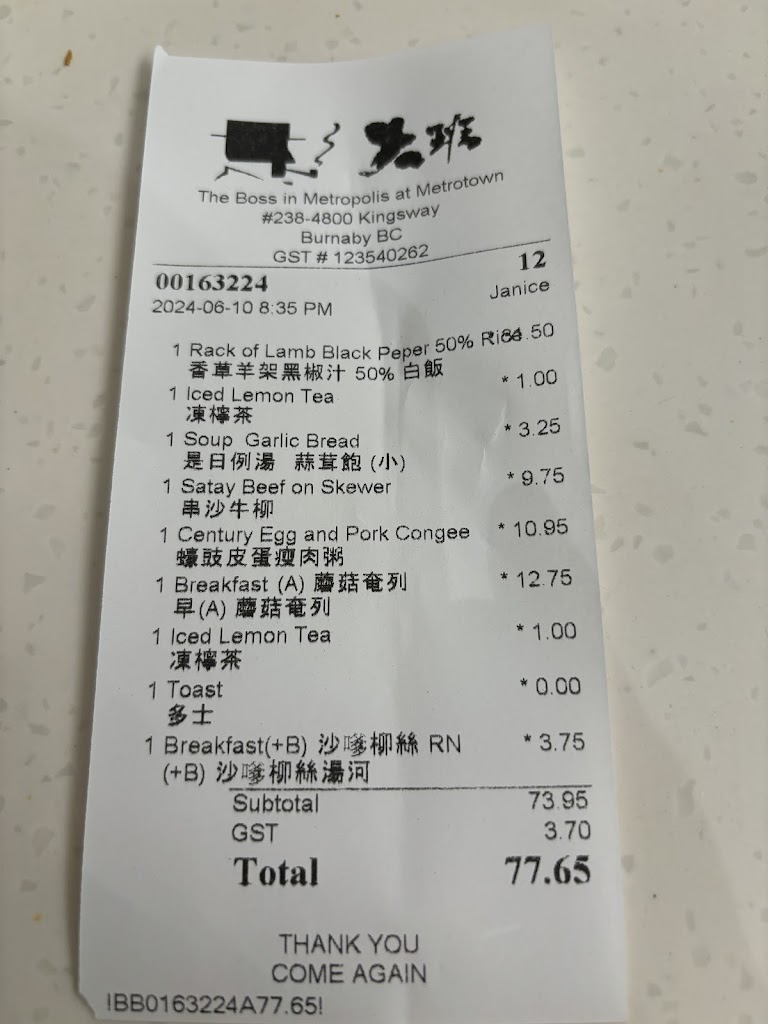 班
The Boss in Metropolis at Metrotown
#238-4800 Kingsway
Burnaby BC
GST # 123540262
00163224 12
2024-06-10 8:35 PM Janice
1 Rack of Lamb Black Peper 50% Rice * 31.50
香草羊架黑椒汁 50% 白飯
1 Iced Lemon Tea * 1.00
凍檸茶
1 Soup Garlic Bread * 3.25
是日例湯 蒜茸飽 (小)
1 Satay Beef on Skewer * 9.75
串沙牛柳
1 Century Egg and Pork Congee * 10.95
蠔豉皮蛋瘦肉粥
1 Breakfast (A) 蘑菇奄列 * 12.75
早(A) 蘑菇奄列
1 Iced Lemon Tea * 1.00
凍檸茶
1 Toast * 0.00
多士
1 Breakfast(+B) 沙嗲柳絲 RN * 3.75
(+B) 沙嗲柳絲湯河
Subtotal 73.95
GST 3.70
Total 77.65
THANK YOU
COME AGAIN
!BB0163224A77.65!